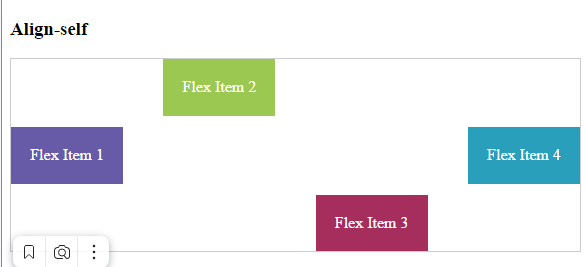 Align-self
Flex Item 2
Flex Item 1
Flex Item 4
Flex Item 3